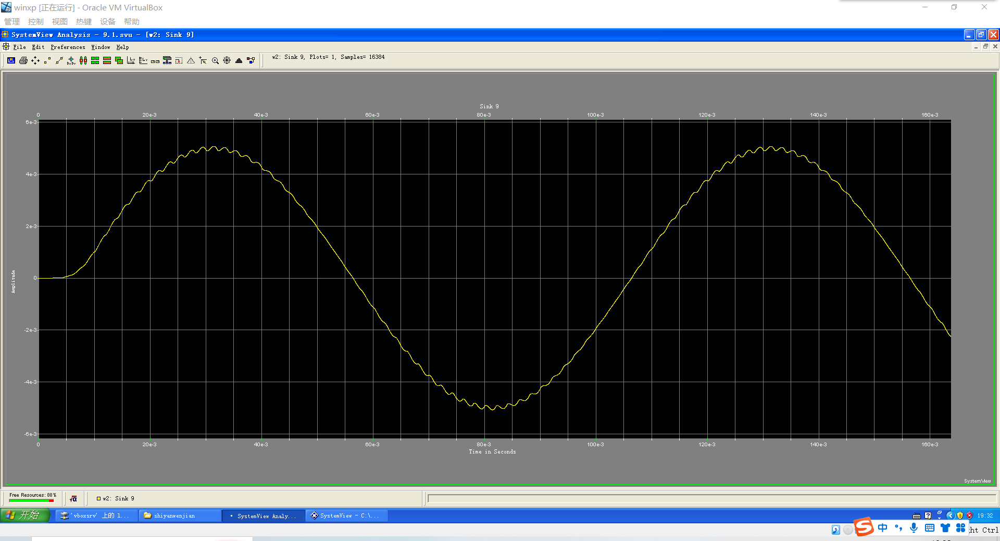 winxp [正在运行] - Oracle VM VirtualBox
管理 控制 视图 热键 设备 帮助
SystemView Analysis - 9.1.svu - [w2: Sink 9]
File Edit Preferences Window Help
w2: Sink 9, Plots= 1, Samples= 16384
Sink 9
0 20e-3 40e-3 60e-3 80e-3 100e-3 120e-3 140e-3 160e-3
6e-3
4e-3
2e-3
0
-2e-3
-4e-3
-6e-3
Amplitude
0 20e-3 40e-3 60e-3 80e-3 100e-3 120e-3 140e-3 160e-3
Time in Seconds
SystemView
Free Resources: 88%
w2: Sink 9
开始 'vboxsrv' 上的 1... shiyanwenjian SystemView Analy... SystemView - C:\... 19:32
中
ht Ctrl